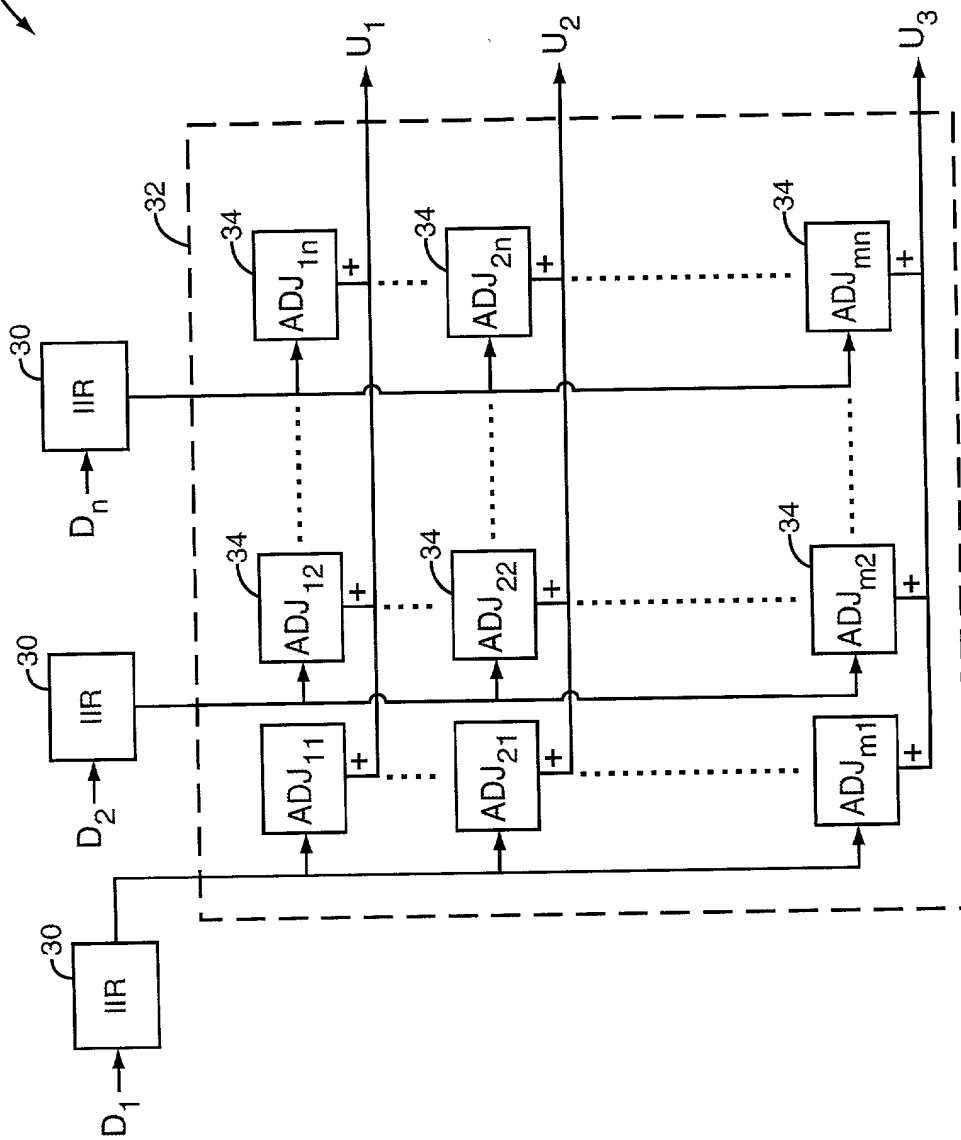 30
IIR
D₁
30
IIR
D₂
30
IIR
Dₙ
32
ADJ₁₁
+
34
ADJ₁₂
+
34
ADJ₁ₙ
+
U₁
ADJ₂₁
+
34
ADJ₂₂
+
34
ADJ₂ₙ
+
U₂
ADJₘ₁
+
34
ADJₘ₂
+
34
ADJₘₙ
+
U₃